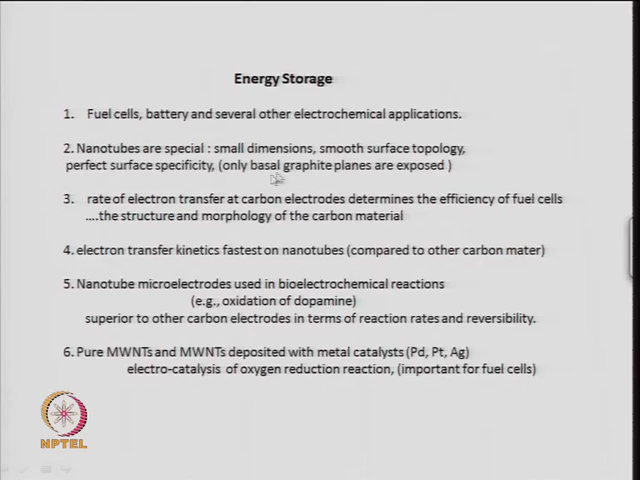 Energy Storage
1. Fuel cells, battery and several other electrochemical applications.
2. Nanotubes are special : small dimensions, smooth surface topology,
perfect surface specificity, (only basal graphite planes are exposed )
3. rate of electron transfer at carbon electrodes determines the efficiency of fuel cells
....the structure and morphology of the carbon material
4. electron transfer kinetics fastest on nanotubes (compared to other carbon mater)
5. Nanotube microelectrodes used in bioelectrochemical reactions
(e.g., oxidation of dopamine)
superior to other carbon electrodes in terms of reaction rates and reversibility.
6. Pure MWNTs and MWNTs deposited with metal catalysts (Pd, Pt, Ag)
electro-catalysis of oxygen reduction reaction, (important for fuel cells)
NPTEL